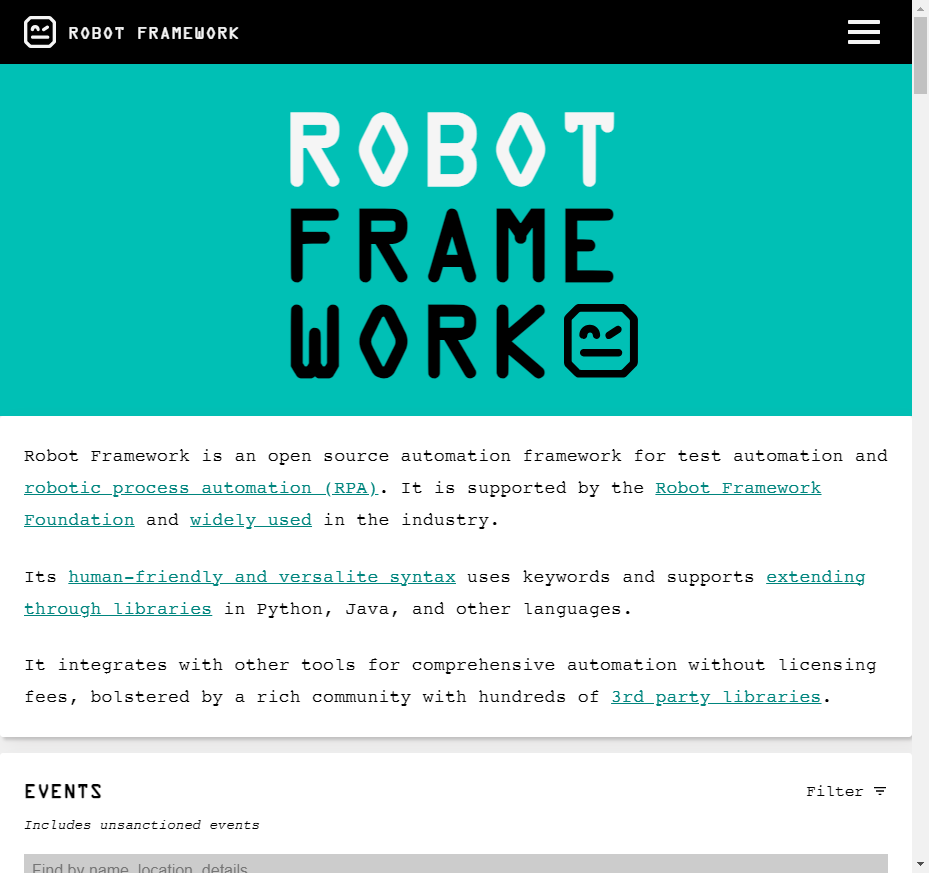 ROBOT FRAMEWORK
ROBOT
FRAME
WORK
Robot Framework is an open source automation framework for test automation and
robotic process automation (RPA). It is supported by the Robot Framework
Foundation and widely used in the industry.
Its human-friendly and versalite syntax uses keywords and supports extending
through libraries in Python, Java, and other languages.
It integrates with other tools for comprehensive automation without licensing
fees, bolstered by a rich community with hundreds of 3rd party libraries.
EVENTS
Filter
Includes unsanctioned events
Find by name, location, details